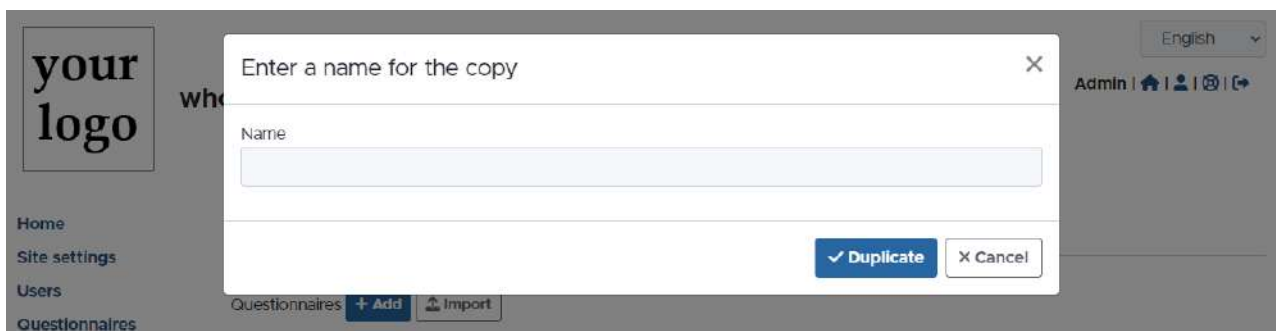 your
logo
who
Enter a name for the copy
English
Admin
Name
Duplicate
Cancel
Home
Site settings
Users
Questionnaires
Questionnaires + Add Import